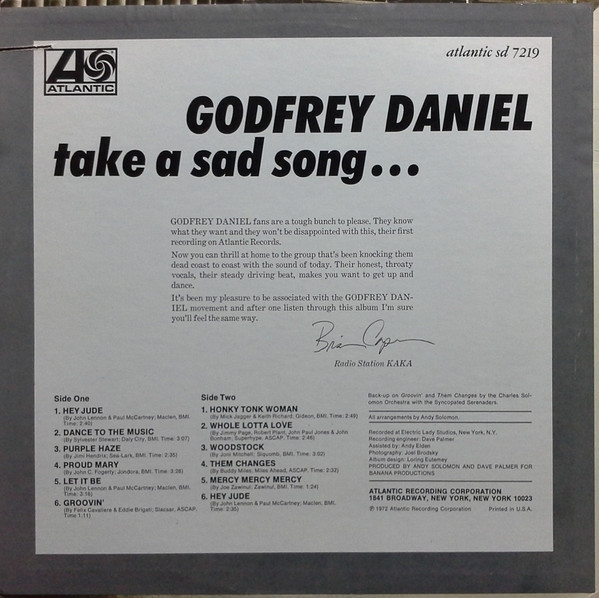 ATLANTIC
atlantic sd 7219
GODFREY DANIEL
take a sad song...
GODFREY DANIEL fans are a tough bunch to please. They know
what they want and they won't be disappointed with this, their first
recording on Atlantic Records.
Now you can thrill at home to the group that's been knocking them
dead coast to coast with the sound of today. Their honest, throaty
vocals, their steady driving beat, makes you want to get up and
dance.
It's been my pleasure to be associated with the GODFREY DAN-
IEL movement and after one listen through this album I'm sure
you'll feel the same way.
Radio Station KAKA
Side One
1. HEY JUDE
(By John Lennon & Paul McCartney; Maclen, BMI.
Time: 2:40)
2. DANCE TO THE MUSIC
(By Sylvester Stewart; Daly City, BMI. Time: 3:07)
3. PURPLE HAZE
(By Jimi Hendrix; Sea-Lark, BMI. Time: 2:35)
4. PROUD MARY
(By John C. Fogerty; Jondora, BMI. Time: 3:28)
5. LET IT BE
(By John Lennon & Paul McCartney; Maclen, BMI.
Time: 3:16)
6. GROOVIN'
(By Felix Cavaliere & Eddie Brigati; Slacsar, ASCAP.
Time 1:11)
Side Two
1. HONKY TONK WOMAN
(By Mick Jagger & Keith Richard; Gideon, BMI. Time: 2:49)
2. WHOLE LOTTA LOVE
(By Jimmy Page, Robert Plant, John Paul Jones & John
Bonham; Superhype, ASCAP. Time: 2:48)
3. WOODSTOCK
(By Joni Mitchell; Siquomb, BMI. Time: 3:02)
4. THEM CHANGES
(By Buddy Miles; Miles Ahead, ASCAP. Time: 2:32)
5. MERCY MERCY MERCY
(By Joe Zawinul; Zawinul, BMI. Time: 1:24)
6. HEY JUDE
(By John Lennon & Paul McCartney; Maclen, BMI.
Time: 2:35)
Back-up on Groovin' and Them Changes by the Charles Sol-
omon Orchestra with the Syncopated Serenaders.
All arrangements by Andy Solomon.
Recorded at Electric Lady Studios, New York, N.Y.
Recording engineer: Dave Palmer
Assisted by: Andy Elden
Photography: Joel Brodsky
Album design: Loring Eutemey
PRODUCED BY ANDY SOLOMON AND DAVE PALMER FOR
BANANA PRODUCTIONS
ATLANTIC RECORDING CORPORATION
1841 BROADWAY, NEW YORK, NEW YORK 10023
℗ 1972 Atlantic Recording Corporation Printed in U.S.A.